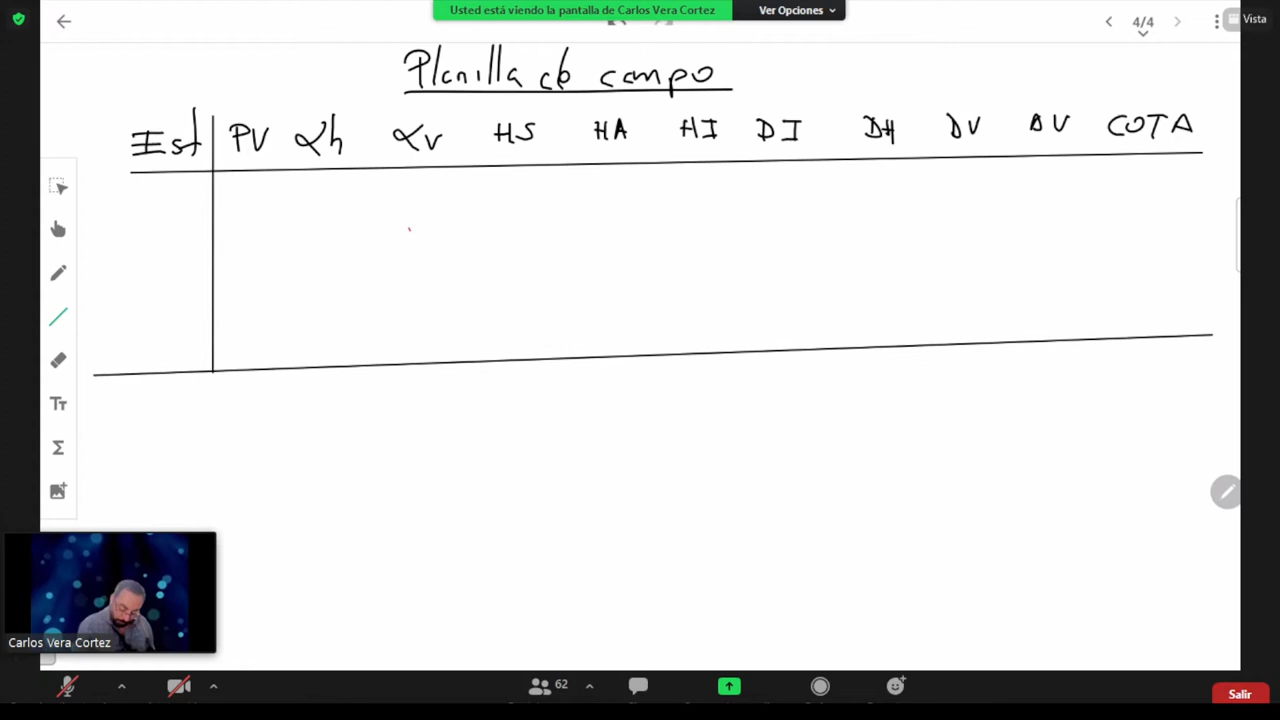 Usted está viendo la pantalla de Carlos Vera Cortez
Ver Opciones
4/4
Vista
Planilla de campo
Est PV αh αv HS HA HI DI DH DV ΔV COTA
Tт
Σ
Carlos Vera Cortez
62
Salir